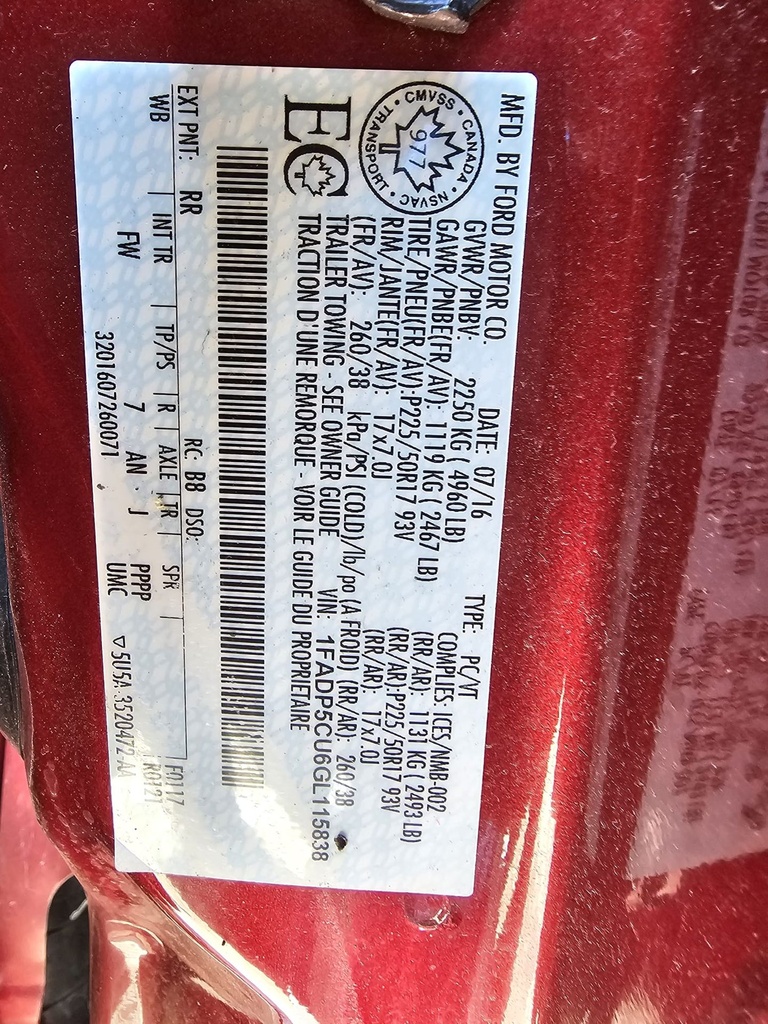 MFD. BY FORD MOTOR CO.
DATE: 07/16 TYPE: PC/VT
GVWR/PNBV: 2250 KG ( 4960 LB) COMPLIES: ICES/NMB-002
GAWR/PNBE(FR/AV): 1119 KG ( 2467 LB) (RR/AR): 1131 KG ( 2493 LB)
TIRE/PNEU(FR/AV):P225/50R17 93V (RR/AR):P225/50R17 93V
RIM/JANTE(FR/AV): 17x7.0J (RR/AR): 17x7.0J
(FR/AV): 260/38 kPa/PSI (COLD)/lb/po (A FROID) (RR/AR): 260/38
TRAILER TOWING - SEE OWNER GUIDE VIN: 1FADP5CU6GL115838
TRACTION D'UNE REMORQUE - VOIR LE GUIDE DU PROPRIETAIRE
CMVSS • CANADA • NSVAC • TRANSPORT •
977
T
EC
EXT PNT: RR RC: B8 DSO:
WB | INT TR | TP/PS | R | AXLE | TR | SPR | F0117
FW 7 AN J PPPP R0121
3201607260071 UMC ▽5U5A-3520472-AA